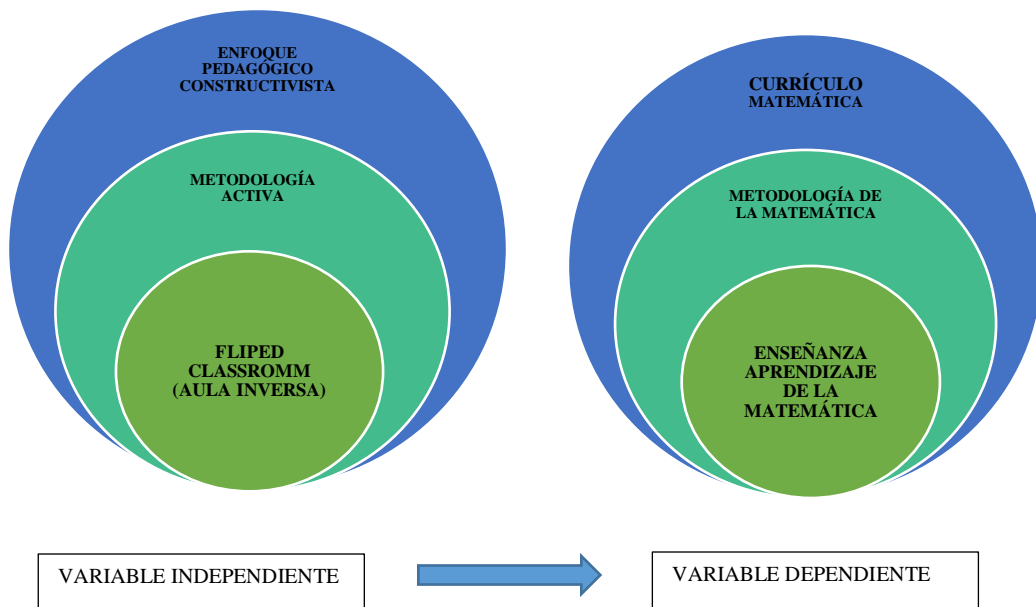 ENFOQUE
PEDAGÓGICO
CONSTRUCTIVISTA
METODOLOGÍA
ACTIVA
FLIPED
CLASSROMM
(AULA INVERSA)
CURRÍCULO
MATEMÁTICA
METODOLOGÍA DE
LA MATEMÁTICA
ENSEÑANZA
APRENDIZAJE
DE LA
MATEMÁTICA
VARIABLE INDEPENDIENTE
VARIABLE DEPENDIENTE